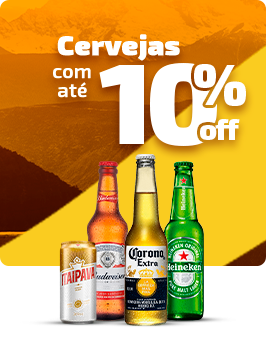 Cervejas
com
até
10%
off
ITAIPAVA
Budweiser
Corona
Extra
Heineken